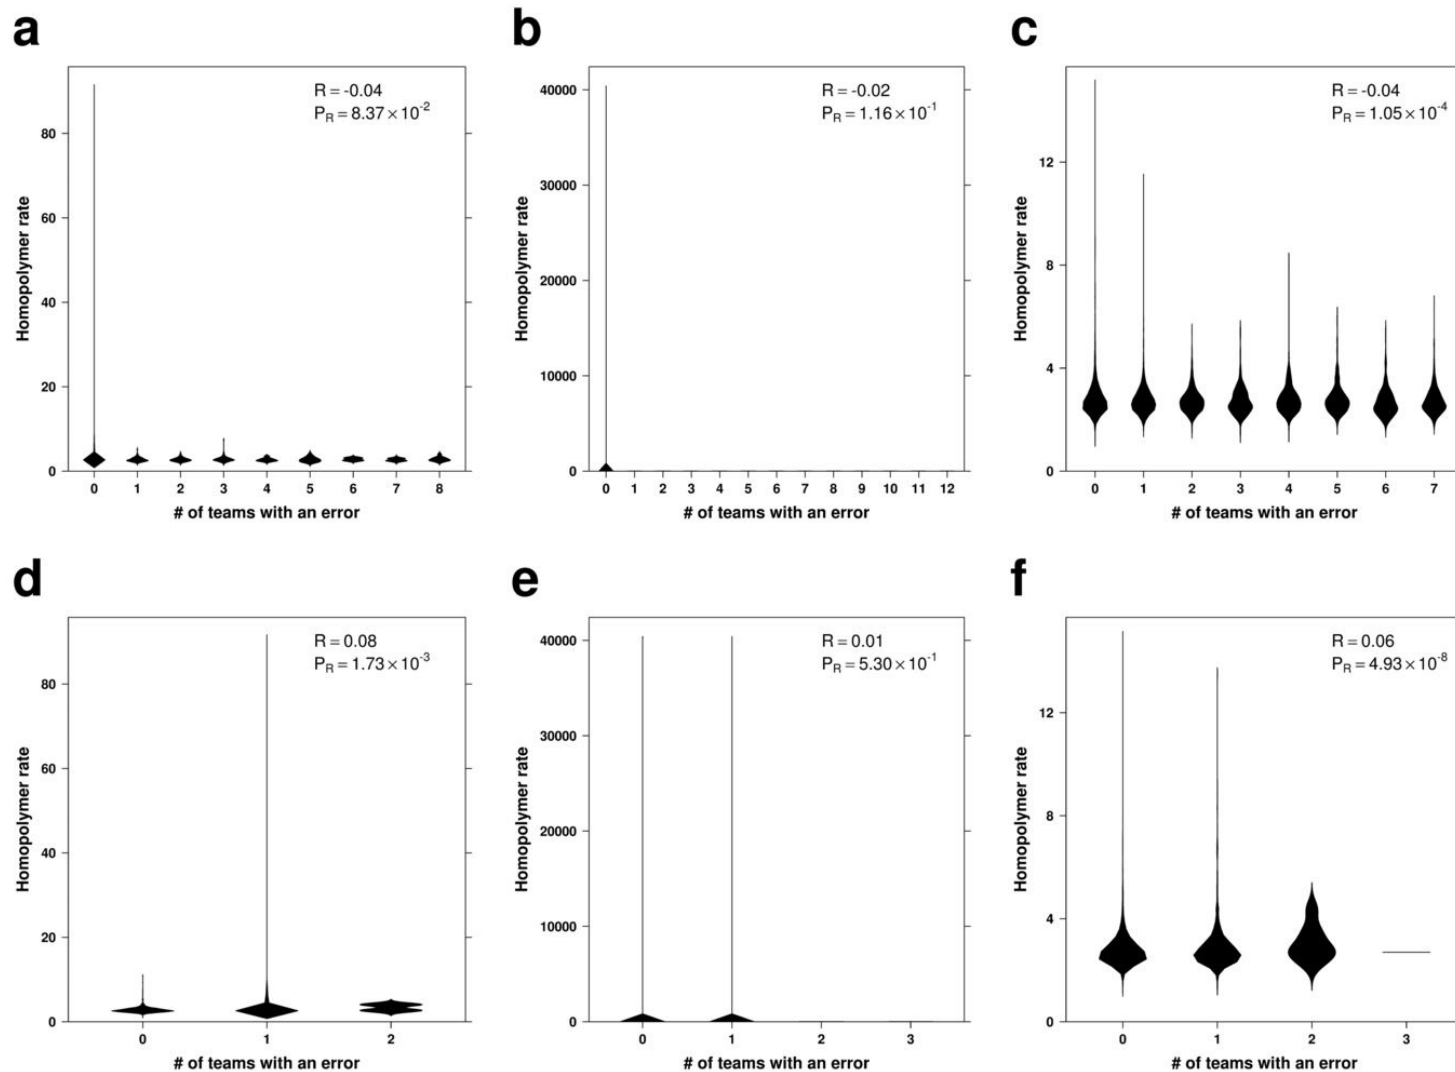 a
R = -0.04
P_R = 8.37 × 10^-2
80
60
40
20
0
Homopolymer rate
0 1 2 3 4 5 6 7 8
# of teams with an error
b
R = -0.02
P_R = 1.16 × 10^-1
40000
30000
20000
10000
0
Homopolymer rate
0 1 2 3 4 5 6 7 8 9 10 11 12
# of teams with an error
c
R = -0.04
P_R = 1.05 × 10^-4
12
8
4
0
Homopolymer rate
0 1 2 3 4 5 6 7
# of teams with an error
d
R = 0.08
P_R = 1.73 × 10^-3
80
60
40
20
0
Homopolymer rate
0 1 2
# of teams with an error
e
R = 0.01
P_R = 5.30 × 10^-1
40000
30000
20000
10000
0
Homopolymer rate
0 1 2 3
# of teams with an error
f
R = 0.06
P_R = 4.93 × 10^-8
12
8
4
0
Homopolymer rate
0 1 2 3
# of teams with an error